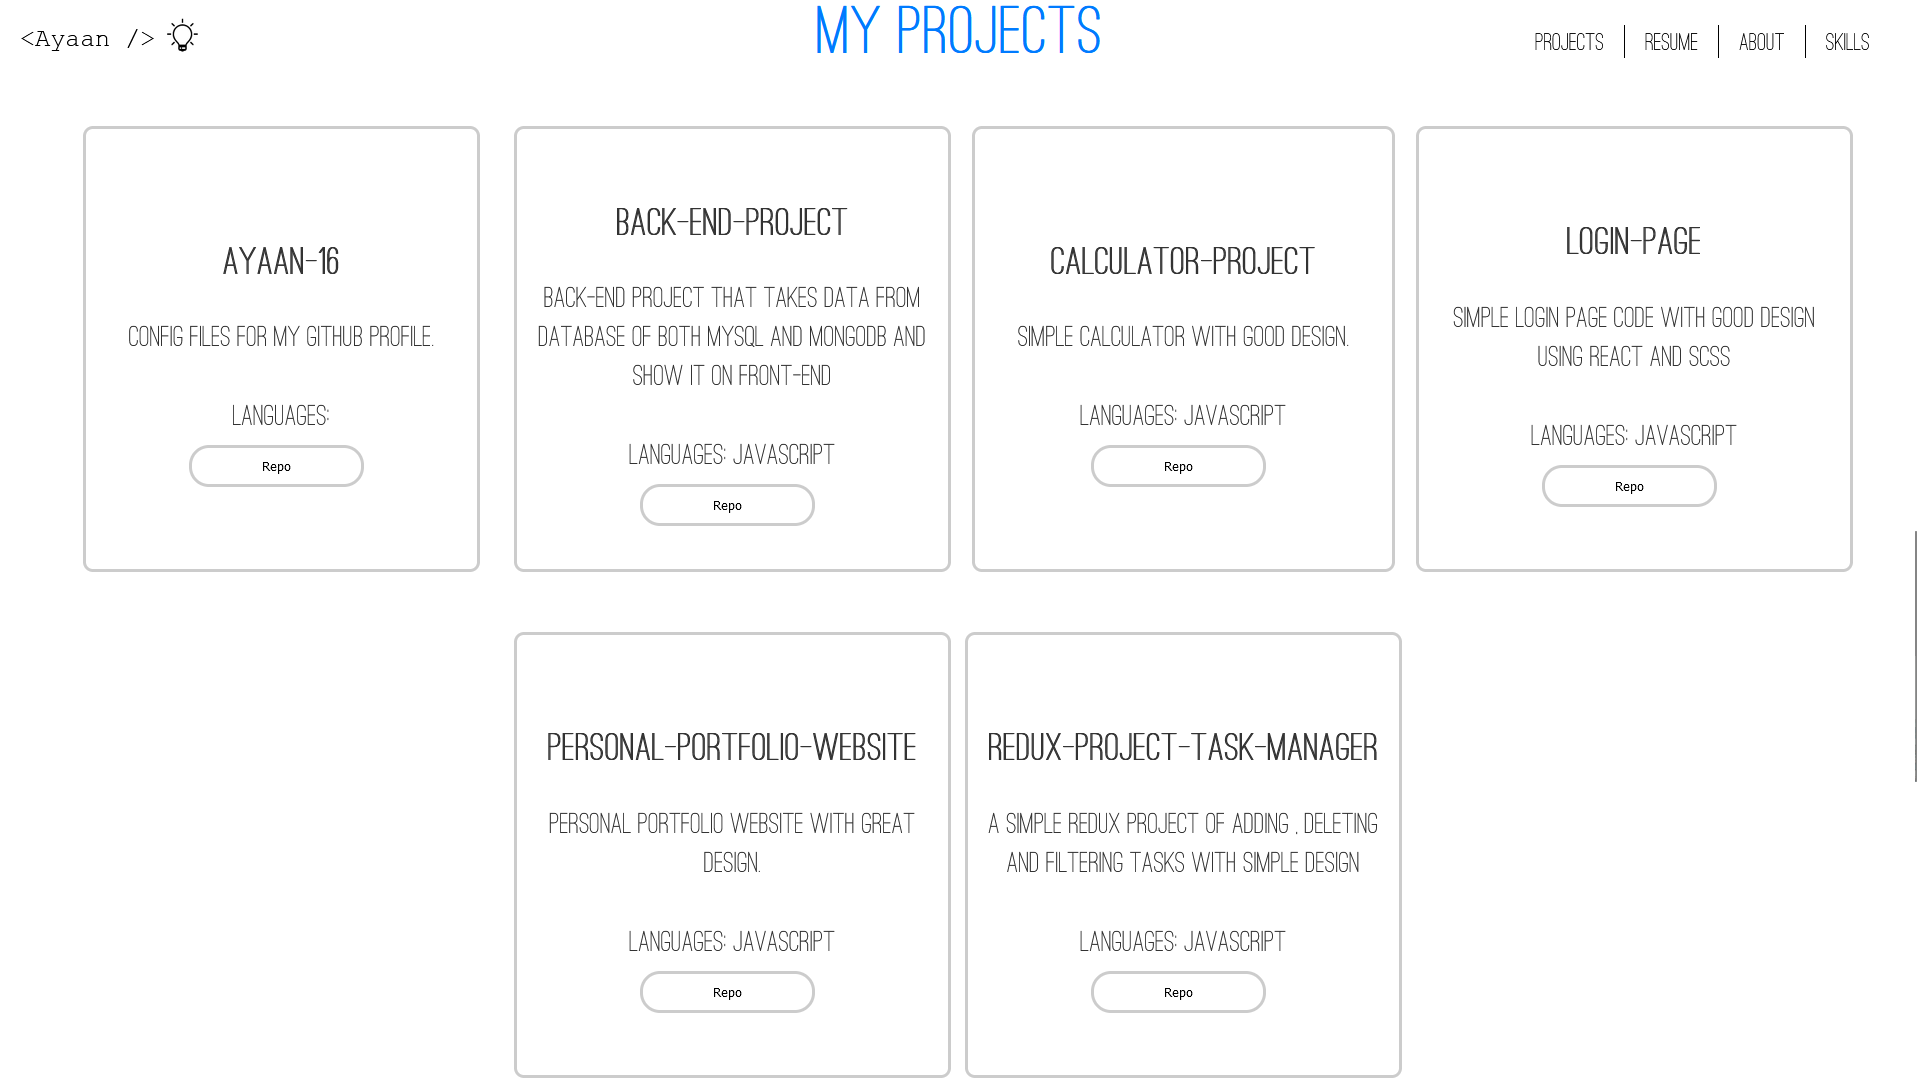 <Ayaan />
MY PROJECTS
PROJECTS
RESUME
ABOUT
SKILLS
AYAAN-16
CONFIG FILES FOR MY GITHUB PROFILE.
LANGUAGES:
Repo
BACK-END-PROJECT
BACK-END PROJECT THAT TAKES DATA FROM
DATABASE OF BOTH MYSQL AND MONGODB AND
SHOW IT ON FRONT-END
LANGUAGES: JAVASCRIPT
Repo
CALCULATOR-PROJECT
SIMPLE CALCULATOR WITH GOOD DESIGN.
LANGUAGES: JAVASCRIPT
Repo
LOGIN-PAGE
SIMPLE LOGIN PAGE CODE WITH GOOD DESIGN
USING REACT AND SCSS
LANGUAGES: JAVASCRIPT
Repo
PERSONAL-PORTFOLIO-WEBSITE
PERSONAL PORTFOLIO WEBSITE WITH GREAT
DESIGN.
LANGUAGES: JAVASCRIPT
Repo
REDUX-PROJECT-TASK-MANAGER
A SIMPLE REDUX PROJECT OF ADDING , DELETING
AND FILTERING TASKS WITH SIMPLE DESIGN
LANGUAGES: JAVASCRIPT
Repo